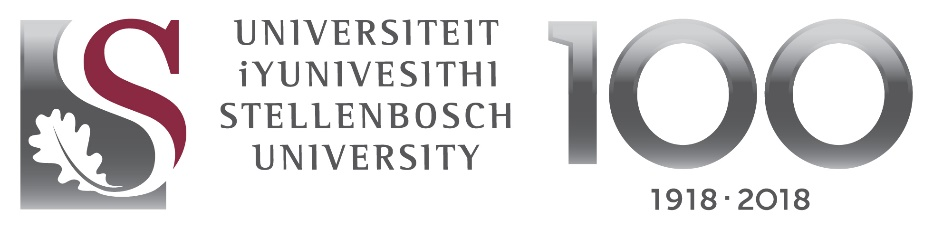 S
UNIVERSITEIT
iYUNIVESITHI
STELLENBOSCH
UNIVERSITY
100
1918 · 2018